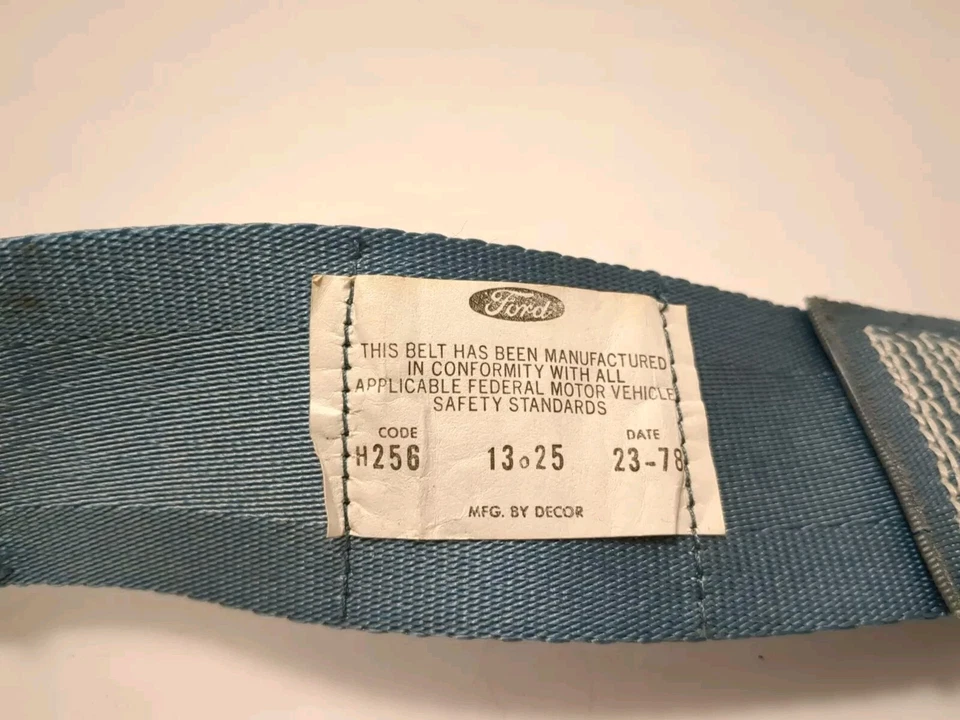 Ford
THIS BELT HAS BEEN MANUFACTURED
IN CONFORMITY WITH ALL
APPLICABLE FEDERAL MOTOR VEHICLE
SAFETY STANDARDS
CODE DATE
H256 13.25 23-78
MFG. BY DECOR